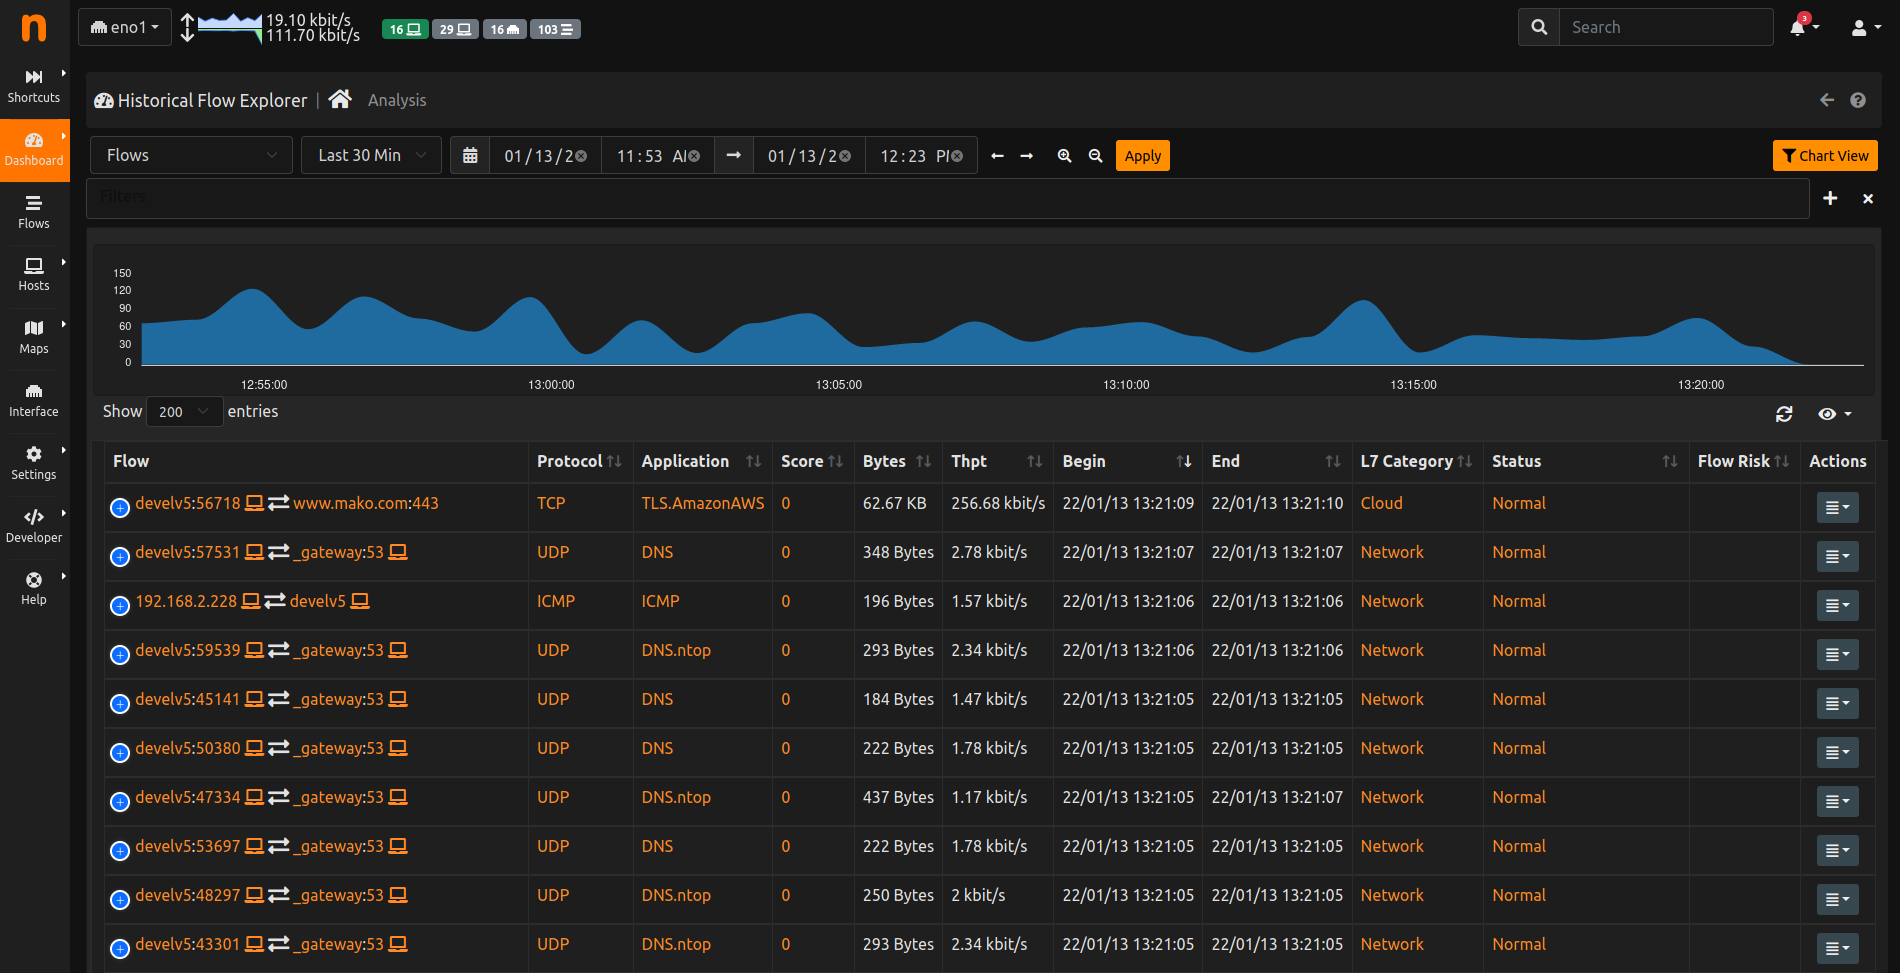 n
eno1
19.10 kbit/s
111.70 kbit/s
16
29
16
103
Search
3
Shortcuts
Dashboard
Flows
Hosts
Maps
Interface
Settings
Developer
Help
Historical Flow Explorer | Analysis
Flows
Last 30 Min
01/13/2
11:53 A
01/13/2
12:23 P
Apply
Chart View
Filters
150
120
90
60
30
0
12:55:00 13:00:00 13:05:00 13:10:00 13:15:00 13:20:00
Show 200 entries
Flow Protocol Application Score Bytes Thpt Begin End L7 Category Status Flow Risk Actions
develv5:56718 www.mako.com:443 TCP TLS.AmazonAWS 0 62.67 KB 256.68 kbit/s 22/01/13 13:21:09 22/01/13 13:21:10 Cloud Normal
develv5:57531 _gateway:53 UDP DNS 0 348 Bytes 2.78 kbit/s 22/01/13 13:21:07 22/01/13 13:21:07 Network Normal
192.168.2.228 develv5 ICMP ICMP 0 196 Bytes 1.57 kbit/s 22/01/13 13:21:06 22/01/13 13:21:06 Network Normal
develv5:59539 _gateway:53 UDP DNS.ntop 0 293 Bytes 2.34 kbit/s 22/01/13 13:21:06 22/01/13 13:21:06 Network Normal
develv5:45141 _gateway:53 UDP DNS 0 184 Bytes 1.47 kbit/s 22/01/13 13:21:05 22/01/13 13:21:05 Network Normal
develv5:50380 _gateway:53 UDP DNS 0 222 Bytes 1.78 kbit/s 22/01/13 13:21:05 22/01/13 13:21:05 Network Normal
develv5:47334 _gateway:53 UDP DNS.ntop 0 437 Bytes 1.17 kbit/s 22/01/13 13:21:05 22/01/13 13:21:07 Network Normal
develv5:53697 _gateway:53 UDP DNS 0 222 Bytes 1.78 kbit/s 22/01/13 13:21:05 22/01/13 13:21:05 Network Normal
develv5:48297 _gateway:53 UDP DNS.ntop 0 250 Bytes 2 kbit/s 22/01/13 13:21:05 22/01/13 13:21:05 Network Normal
develv5:43301 _gateway:53 UDP DNS.ntop 0 293 Bytes 2.34 kbit/s 22/01/13 13:21:05 22/01/13 13:21:05 Network Normal